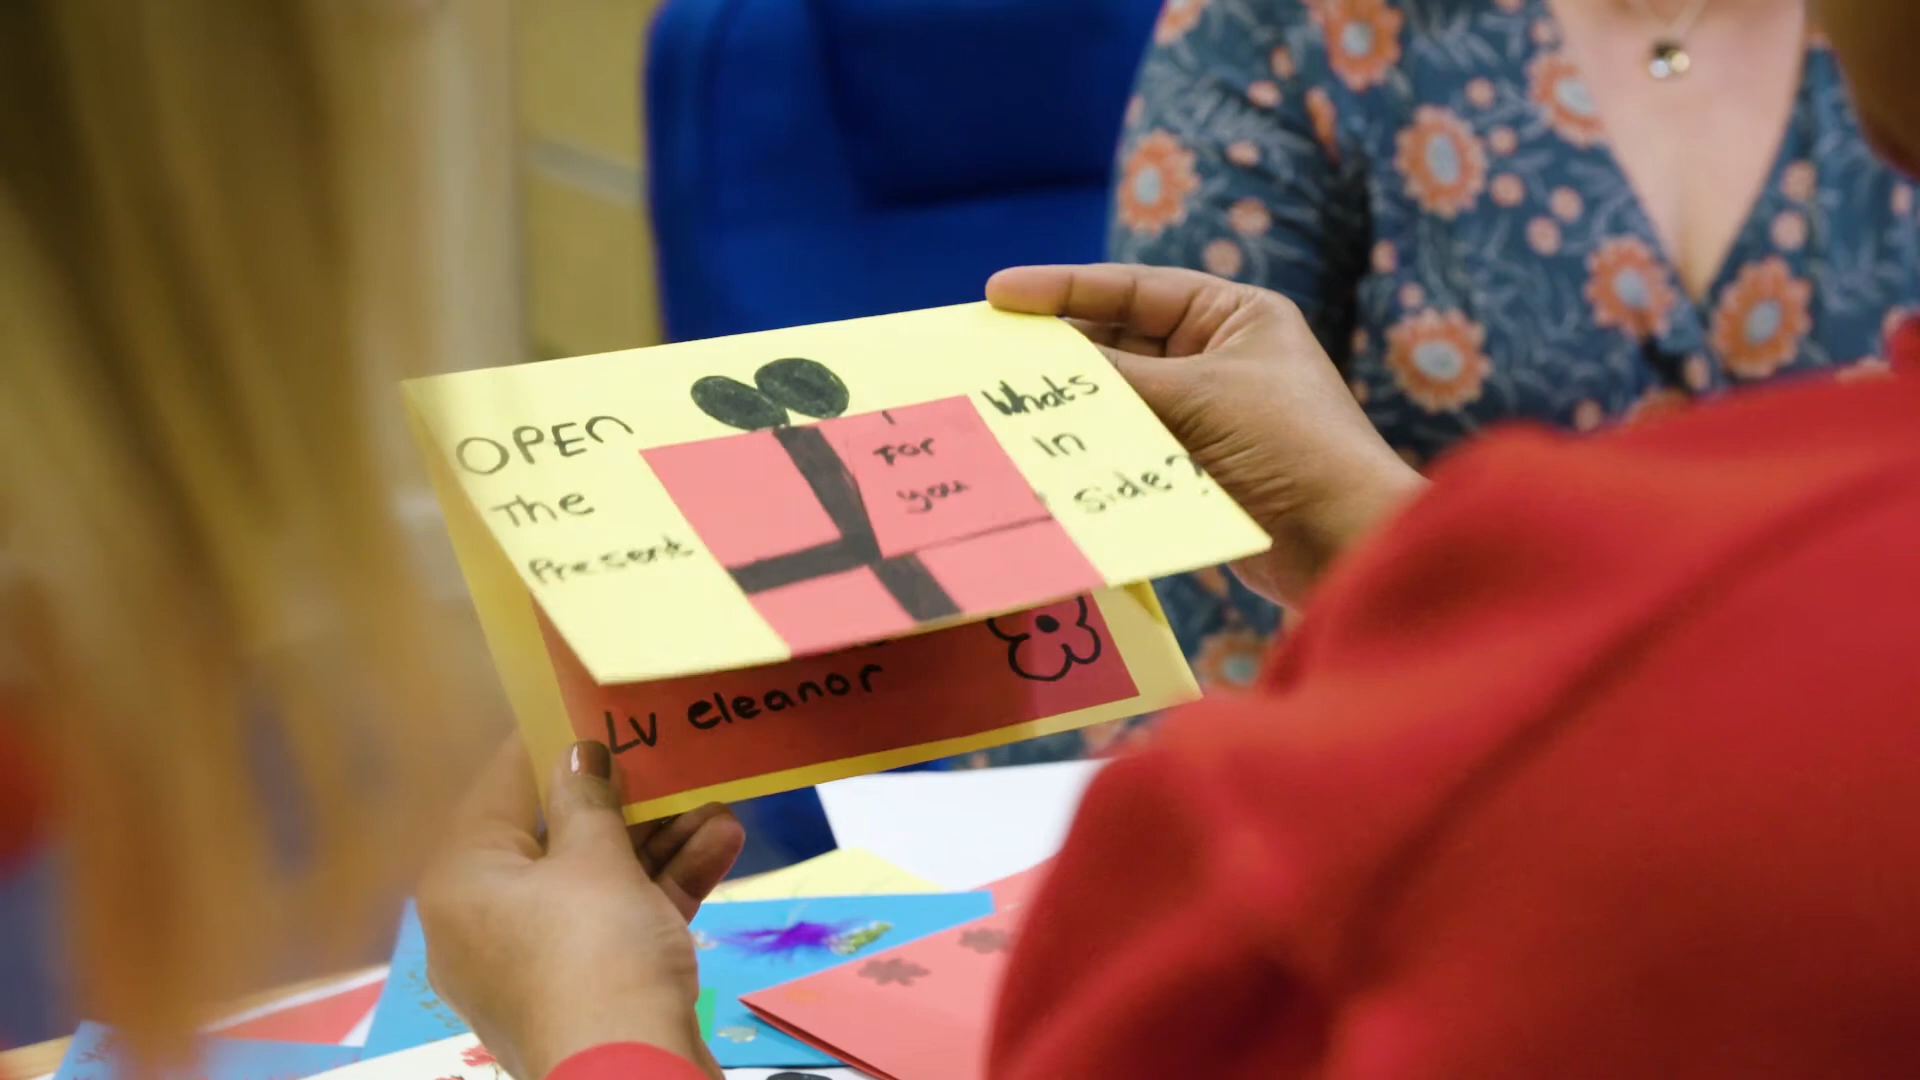 OPEN
The
Present
For
you
Whats
In
side?
Lv eleanor